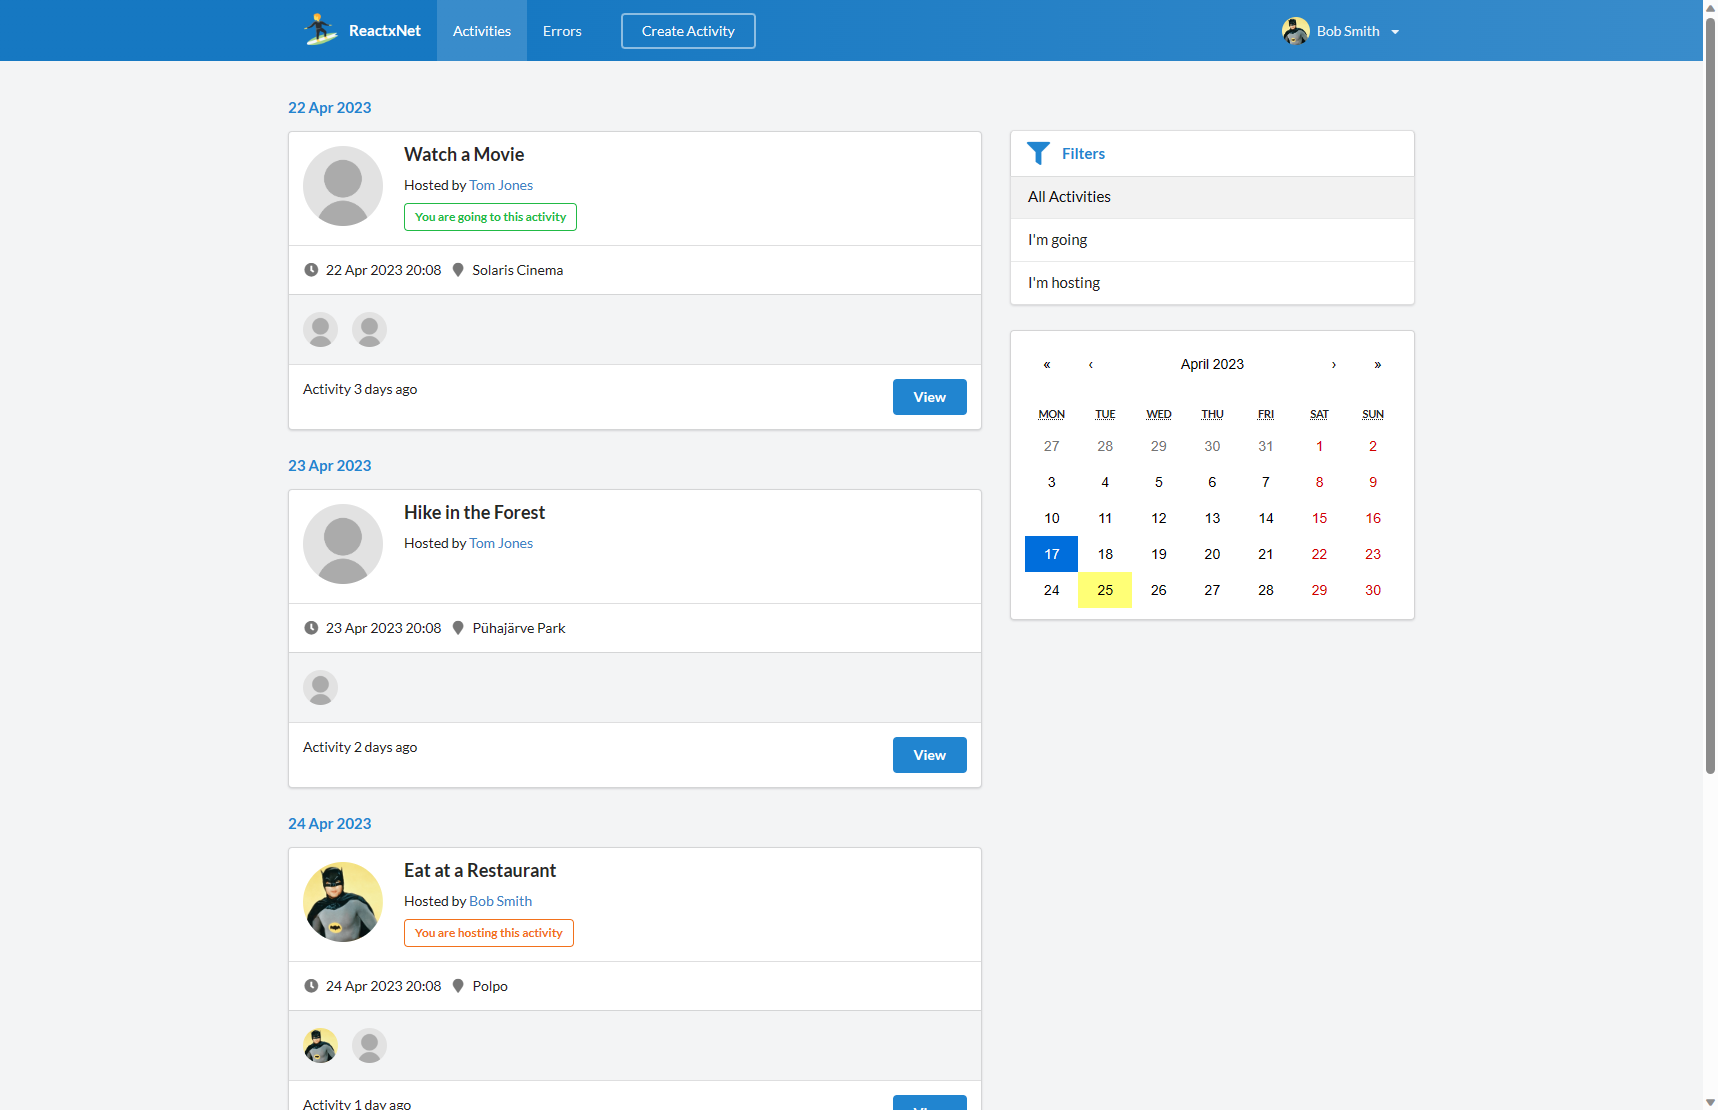 ReactxNet Activities Errors Create Activity Bob Smith
22 Apr 2023
Watch a Movie
Hosted by Tom Jones
You are going to this activity
22 Apr 2023 20:08 Solaris Cinema
Activity 3 days ago View
23 Apr 2023
Hike in the Forest
Hosted by Tom Jones
23 Apr 2023 20:08 Pühajärve Park
Activity 2 days ago View
24 Apr 2023
Eat at a Restaurant
Hosted by Bob Smith
You are hosting this activity
24 Apr 2023 20:08 Polpo
Activity 1 day ago View
Filters
All Activities
I'm going
I'm hosting
« ‹ April 2023 › »
MON TUE WED THU FRI SAT SUN
27 28 29 30 31 1 2
3 4 5 6 7 8 9
10 11 12 13 14 15 16
17 18 19 20 21 22 23
24 25 26 27 28 29 30